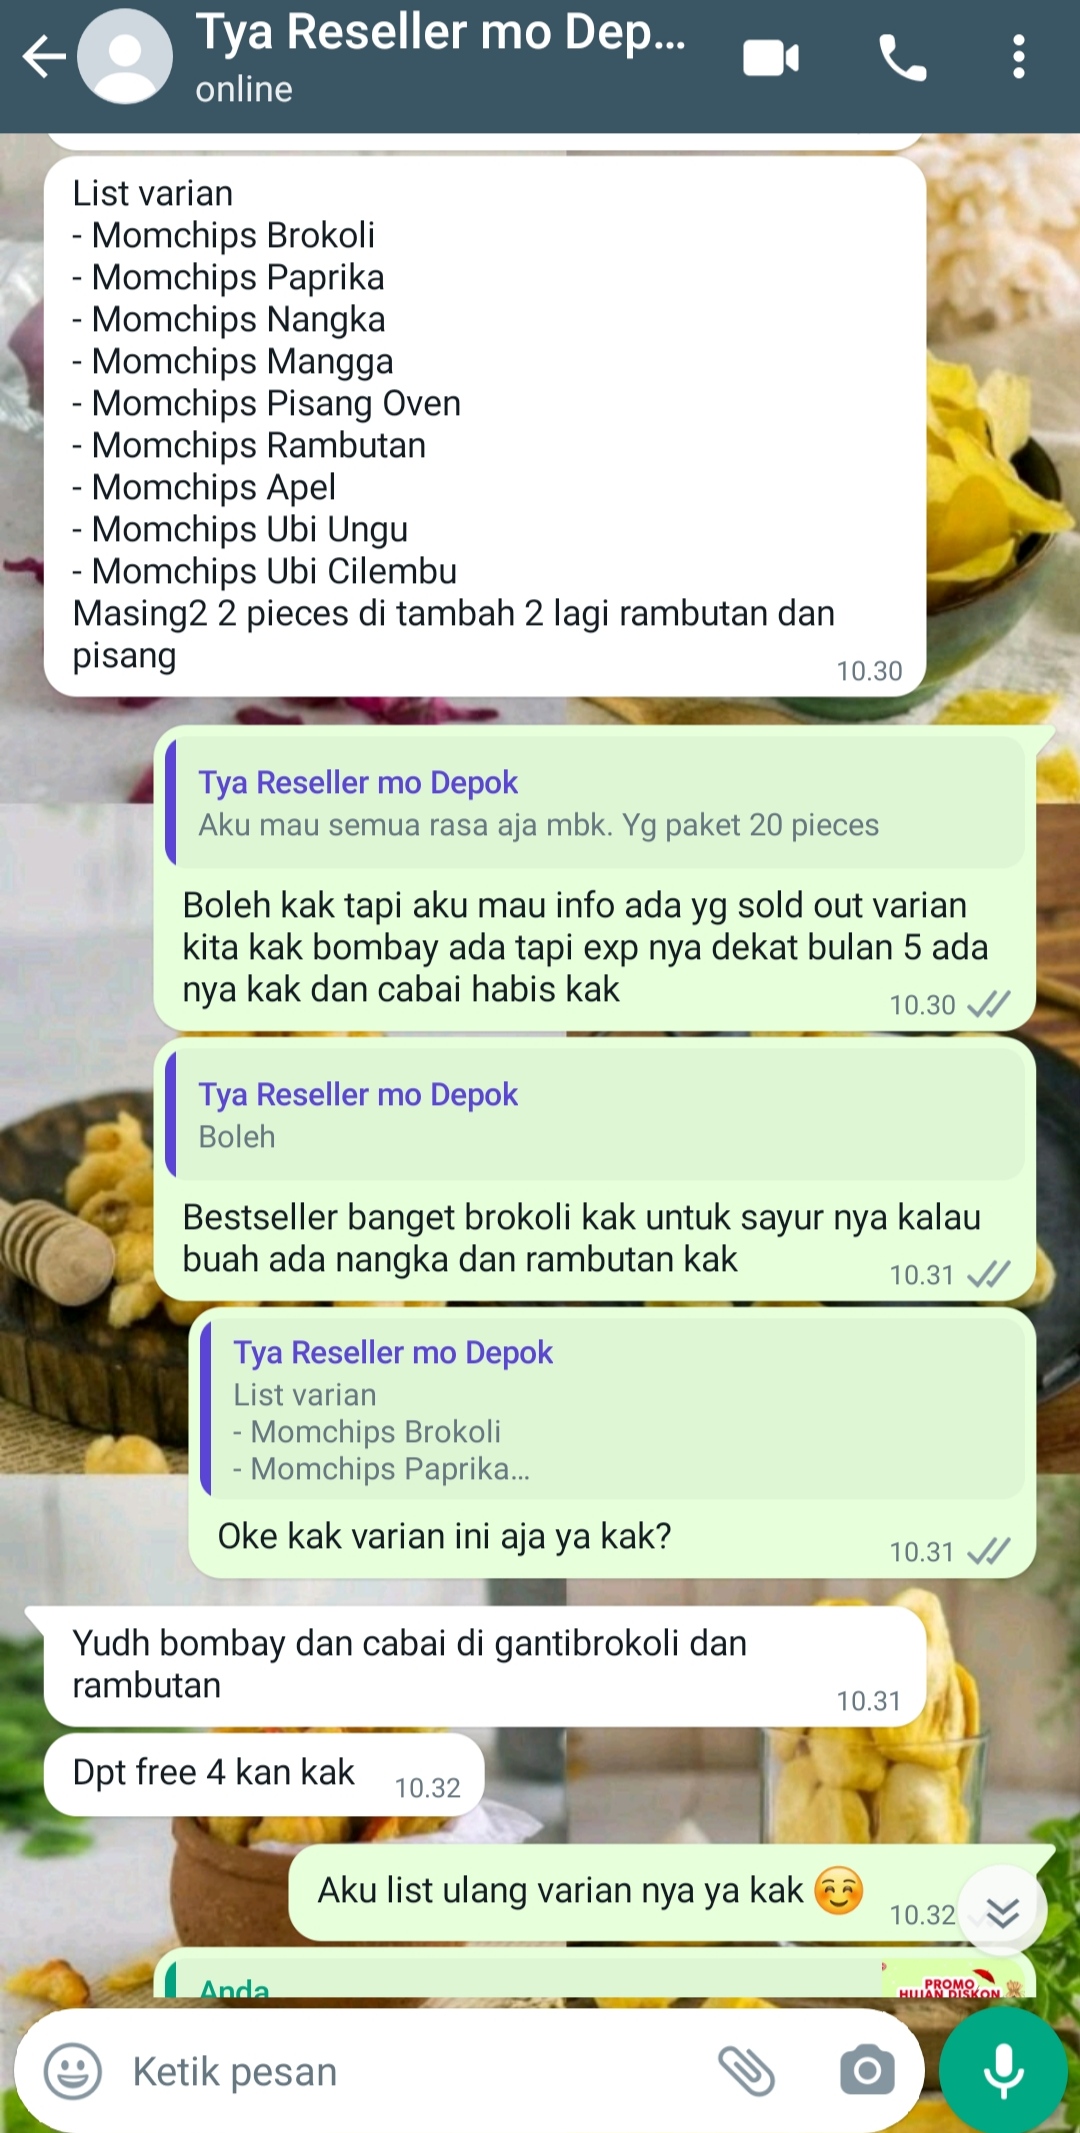 Tya Reseller mo Dep...
online
List varian
- Momchips Brokoli
- Momchips Paprika
- Momchips Nangka
- Momchips Mangga
- Momchips Pisang Oven
- Momchips Rambutan
- Momchips Apel
- Momchips Ubi Ungu
- Momchips Ubi Cilembu
Masing2 2 pieces di tambah 2 lagi rambutan dan
pisang
10.30
Tya Reseller mo Depok
Aku mau semua rasa aja mbk. Yg paket 20 pieces
Boleh kak tapi aku mau info ada yg sold out varian
kita kak bombay ada tapi exp nya dekat bulan 5 ada
nya kak dan cabai habis kak
10.30
Tya Reseller mo Depok
Boleh
Bestseller banget brokoli kak untuk sayur nya kalau
buah ada nangka dan rambutan kak
10.31
Tya Reseller mo Depok
List varian
- Momchips Brokoli
- Momchips Paprika...
Oke kak varian ini aja ya kak?
10.31
Yudh bombay dan cabai di gantibrokoli dan
rambutan
10.31
Dpt free 4 kan kak
10.32
Aku list ulang varian nya ya kak 😊
10.32
Anda
PROMO
HUJAN DISKON
Ketik pesan